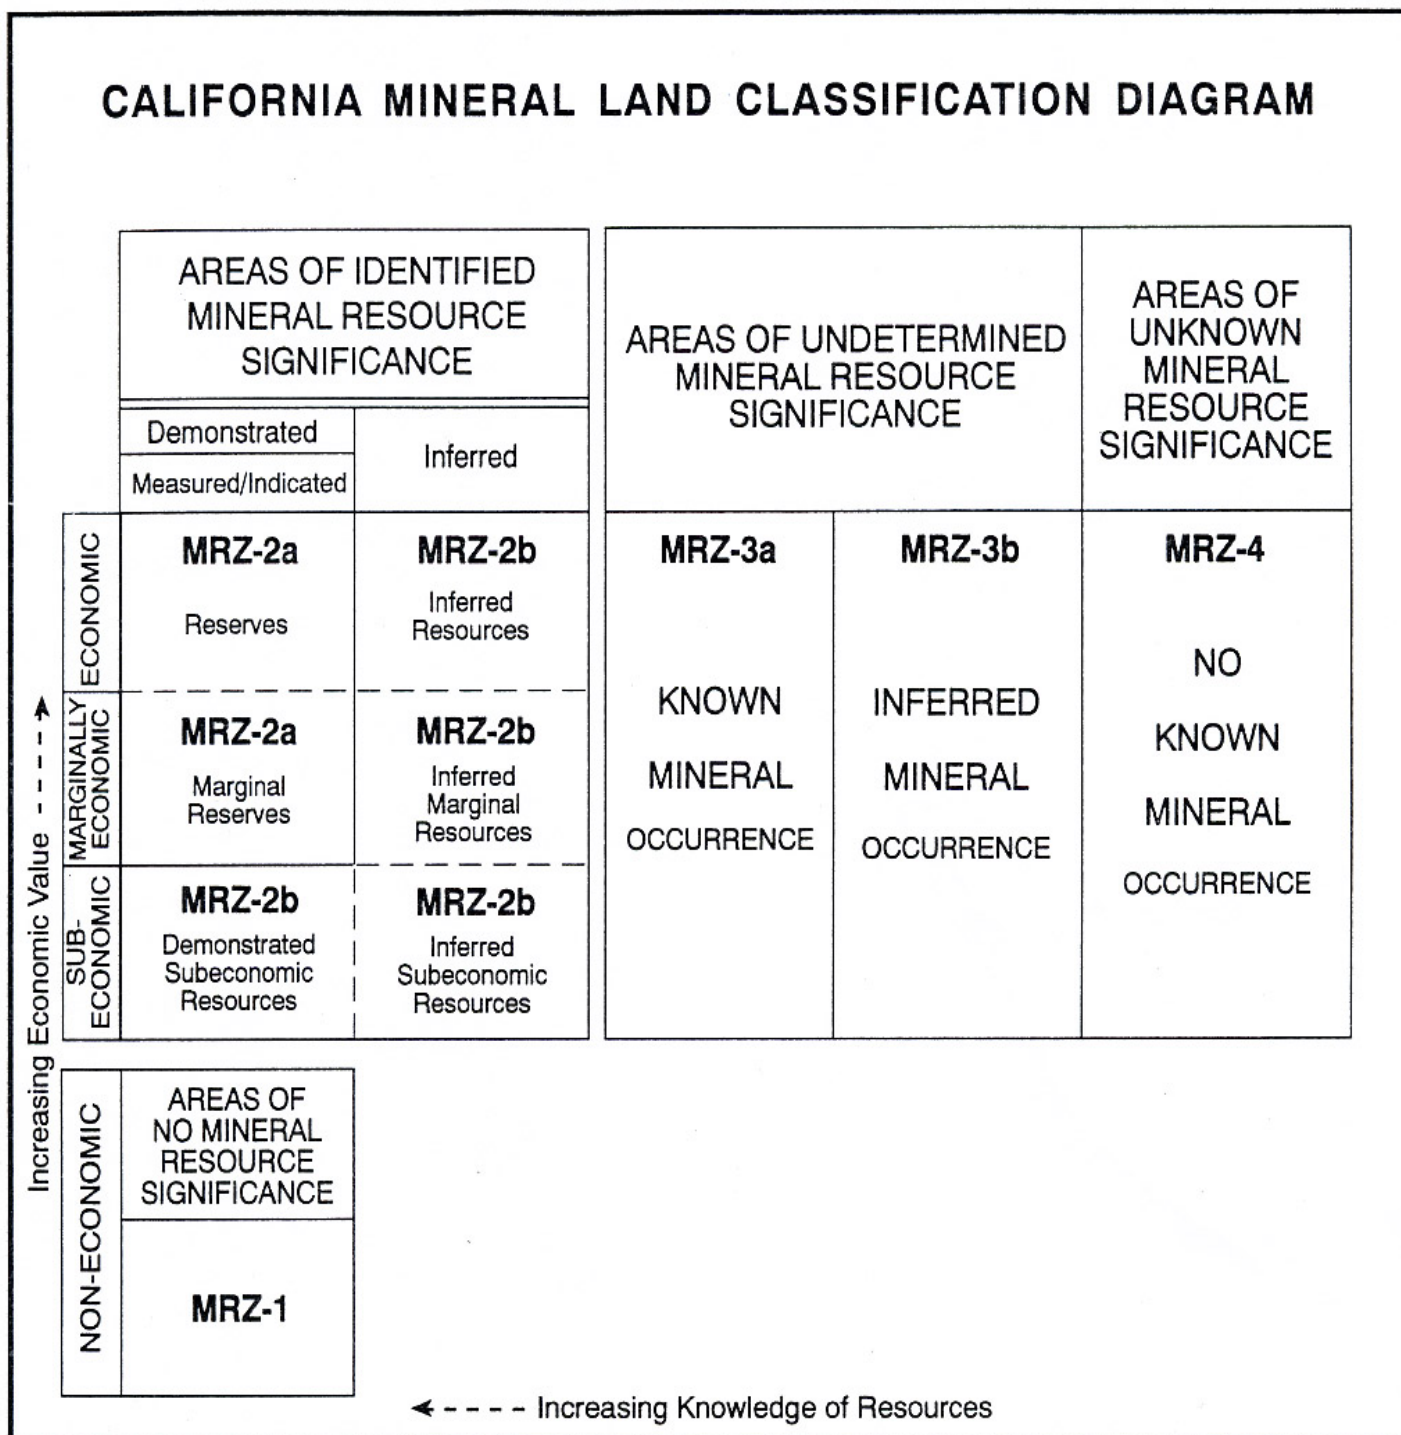 CALIFORNIA MINERAL LAND CLASSIFICATION DIAGRAM
AREAS OF IDENTIFIED
MINERAL RESOURCE
SIGNIFICANCE
AREAS OF UNDETERMINED
MINERAL RESOURCE
SIGNIFICANCE
AREAS OF
UNKNOWN
MINERAL
RESOURCE
SIGNIFICANCE
Demonstrated
Measured/Indicated
Inferred
ECONOMIC
MRZ-2a
Reserves
MRZ-2b
Inferred
Resources
MARGINALLY
ECONOMIC
MRZ-2a
Marginal
Reserves
MRZ-2b
Inferred
Marginal
Resources
SUB-
ECONOMIC
MRZ-2b
Demonstrated
Subeconomic
Resources
MRZ-2b
Inferred
Subeconomic
Resources
MRZ-3a
KNOWN
MINERAL
OCCURRENCE
MRZ-3b
INFERRED
MINERAL
OCCURRENCE
MRZ-4
NO
KNOWN
MINERAL
OCCURRENCE
Increasing Economic Value
NON-ECONOMIC
AREAS OF
NO MINERAL
RESOURCE
SIGNIFICANCE
MRZ-1
Increasing Knowledge of Resources